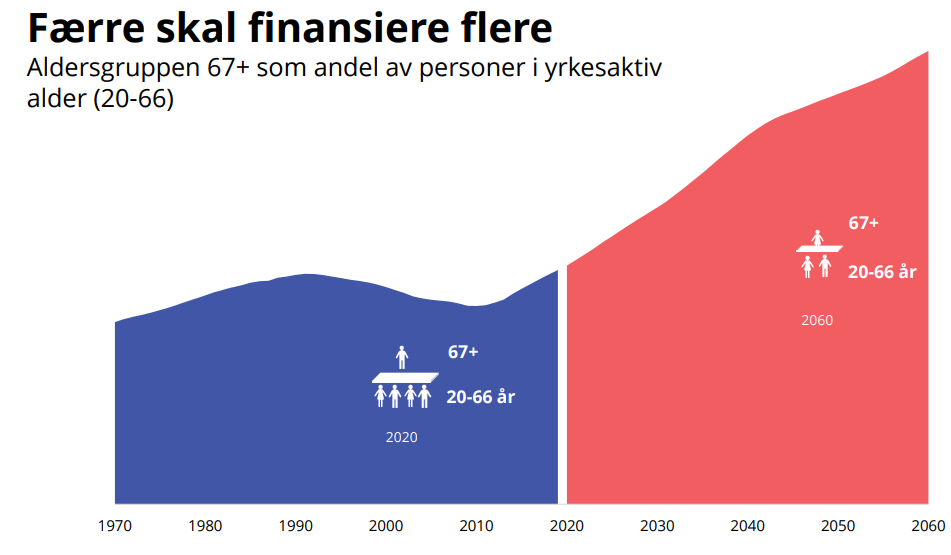 Færre skal finansiere flere
Aldersgruppen 67+ som andel av personer i yrkesaktiv
alder (20-66)
67+
20-66 år
2060
67+
20-66 år
2020
1970 1980 1990 2000 2010 2020 2030 2040 2050 2060